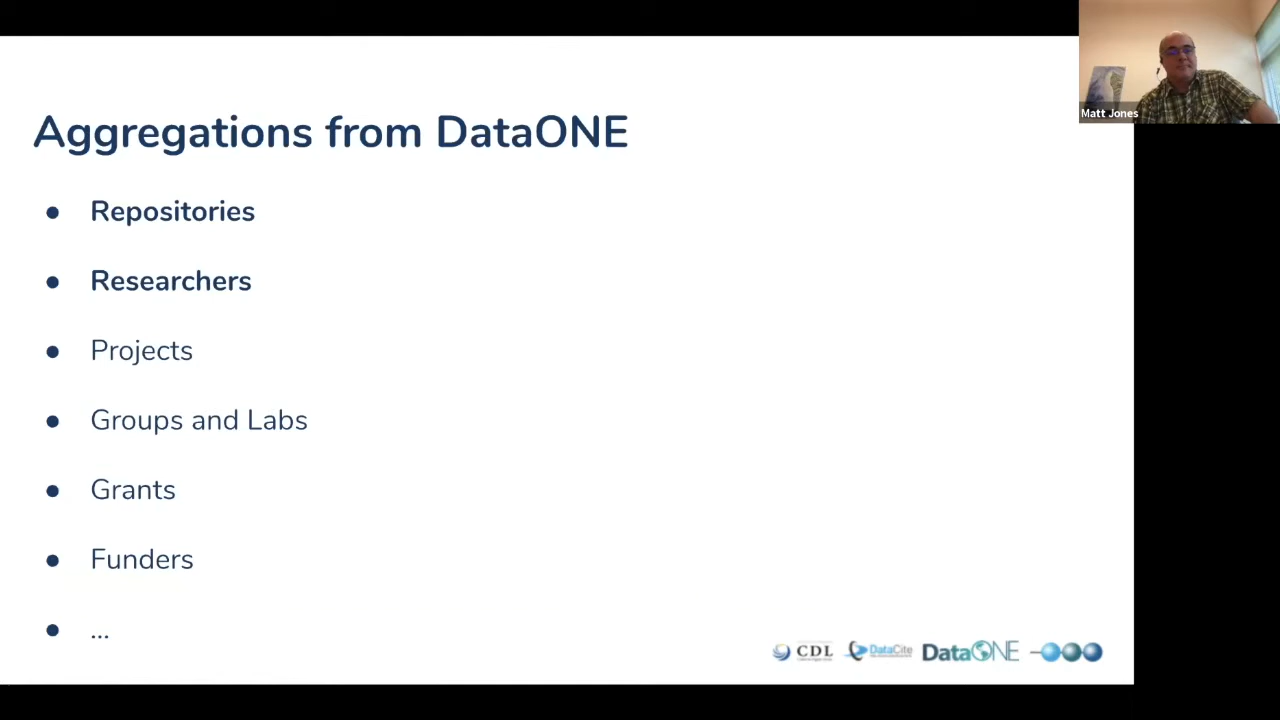 Aggregations from DataONE
● Repositories
● Researchers
● Projects
● Groups and Labs
● Grants
● Funders
● ...
CDL
DataCite
DataONE
Matt Jones